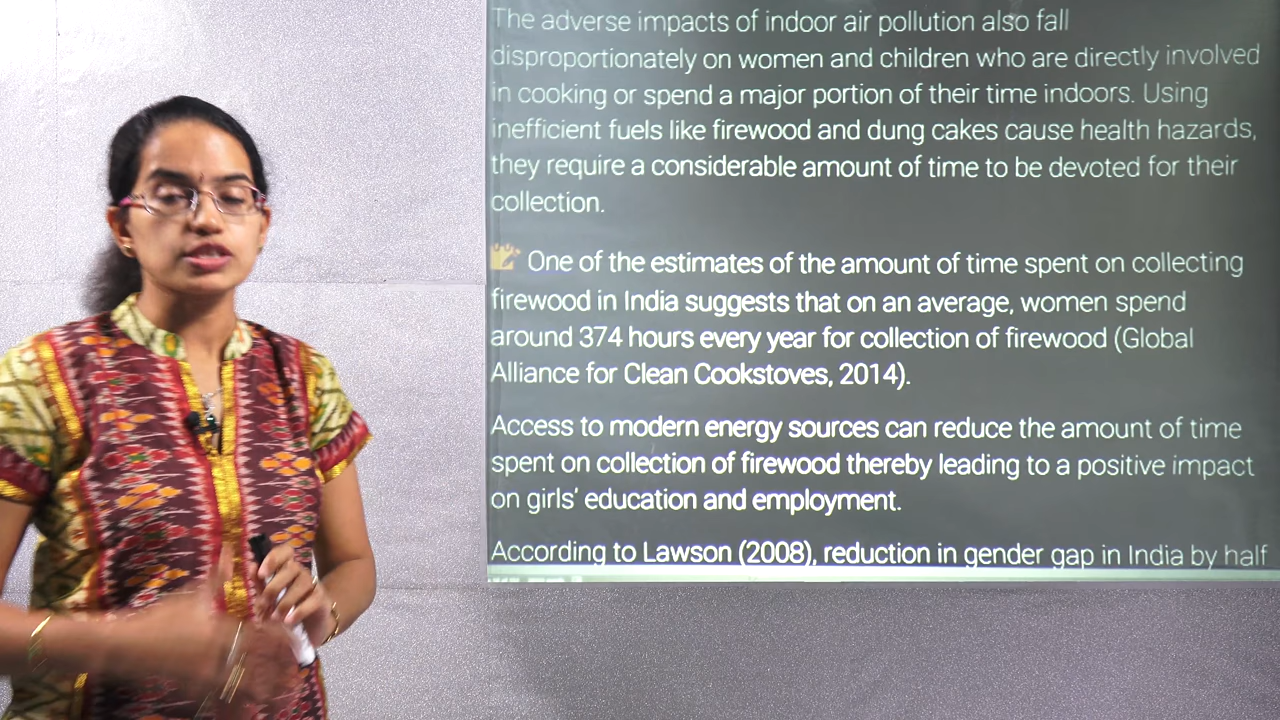 The adverse impacts of indoor air pollution also fall
disproportionately on women and children who are directly involved
in cooking or spend a major portion of their time indoors. Using
inefficient fuels like firewood and dung cakes cause health hazards,
they require a considerable amount of time to be devoted for their
collection.
One of the estimates of the amount of time spent on collecting
firewood in India suggests that on an average, women spend
around 374 hours every year for collection of firewood (Global
Alliance for Clean Cookstoves, 2014).
Access to modern energy sources can reduce the amount of time
spent on collection of firewood thereby leading to a positive impact
on girls' education and employment.
According to Lawson (2008), reduction in gender gap in India by half